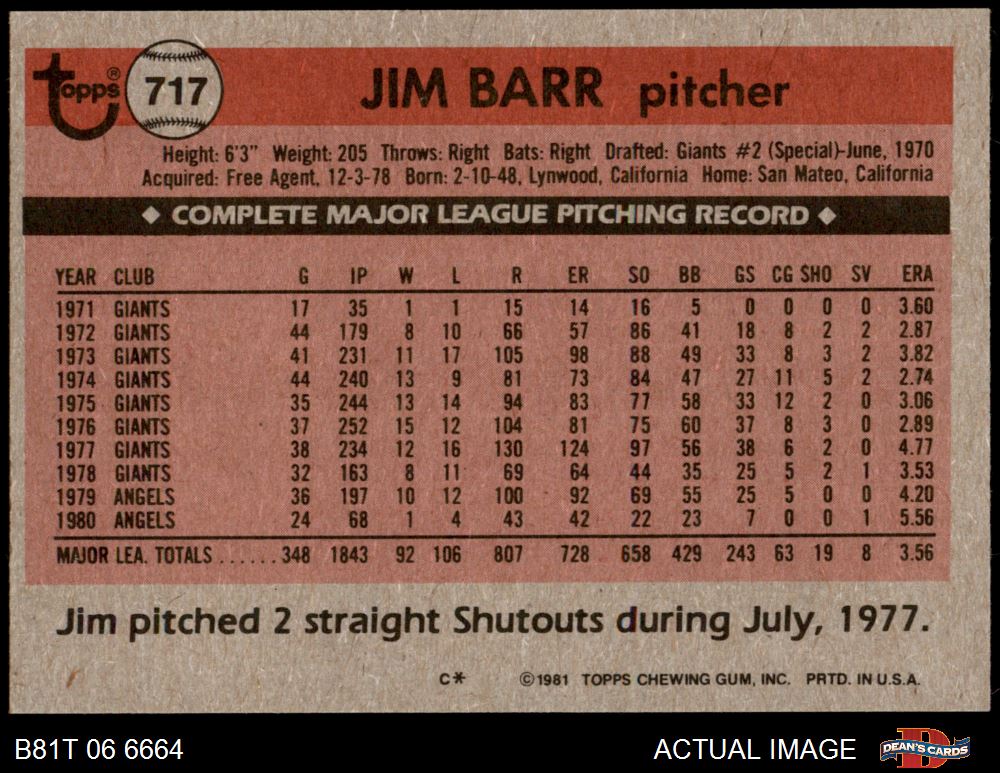 topps® 717 JIM BARR pitcher
Height: 6'3" Weight: 205 Throws: Right Bats: Right Drafted: Giants #2 (Special)-June, 1970
Acquired: Free Agent, 12-3-78 Born: 2-10-48, Lynwood, California Home: San Mateo, California
◆ COMPLETE MAJOR LEAGUE PITCHING RECORD ◆
YEAR CLUB G IP W L R ER SO BB GS CG SHO SV ERA
1971 GIANTS 17 35 1 1 15 14 16 5 0 0 0 0 3.60
1972 GIANTS 44 179 8 10 66 57 86 41 18 8 2 2 2.87
1973 GIANTS 41 231 11 17 105 98 88 49 33 8 3 2 3.82
1974 GIANTS 44 240 13 9 81 73 84 47 27 11 5 2 2.74
1975 GIANTS 35 244 13 14 94 83 77 58 33 12 2 0 3.06
1976 GIANTS 37 252 15 12 104 81 75 60 37 8 3 0 2.89
1977 GIANTS 38 234 12 16 130 124 97 56 38 6 2 0 4.77
1978 GIANTS 32 163 8 11 69 64 44 35 25 5 2 1 3.53
1979 ANGELS 36 197 10 12 100 92 69 55 25 5 0 0 4.20
1980 ANGELS 24 68 1 4 43 42 22 23 7 0 0 1 5.56
MAJOR LEA. TOTALS ...... 348 1843 92 106 807 728 658 429 243 63 19 8 3.56
Jim pitched 2 straight Shutouts during July, 1977.
C* ©1981 TOPPS CHEWING GUM, INC. PRTD. IN U.S.A.
B81T 06 6664 ACTUAL IMAGE DEAN'S CARDS